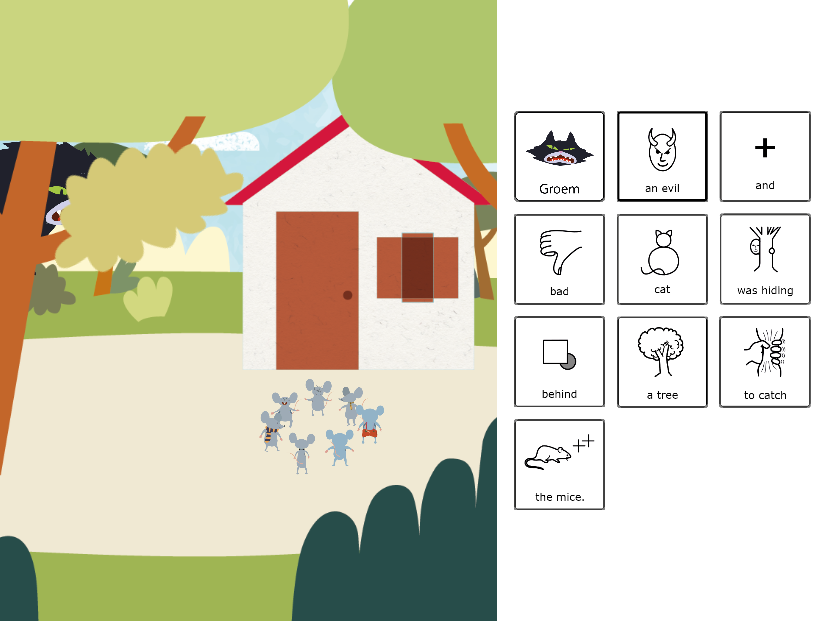 Groem
an evil
and
bad
cat
was hiding
behind
a tree
to catch
the mice.